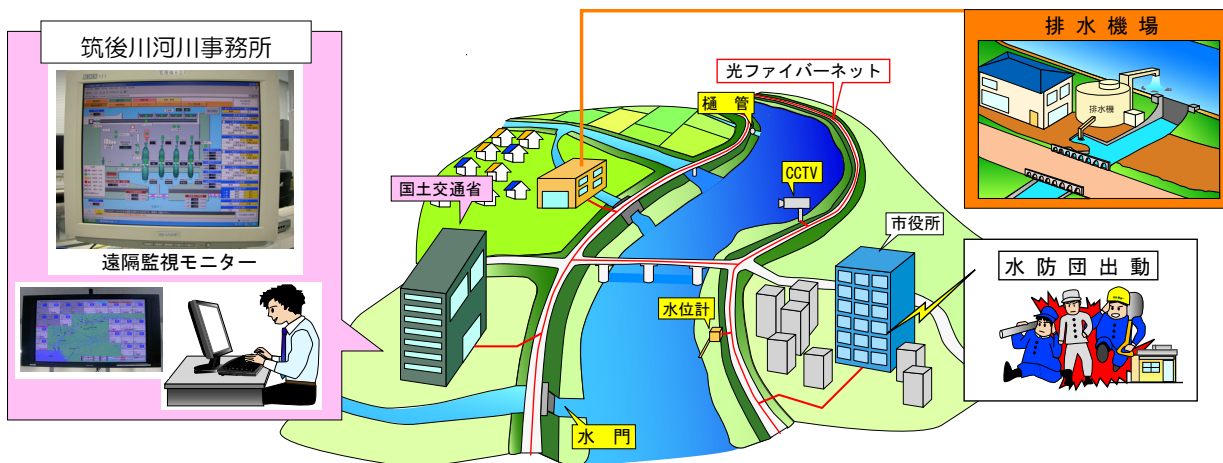 筑後川河川事務所
遠隔監視モニター
国土交通省
樋 管
光ファイバーネット
CCTV
市役所
水位計
水 門
排 水 機 場
排水機
水 防 団 出 動